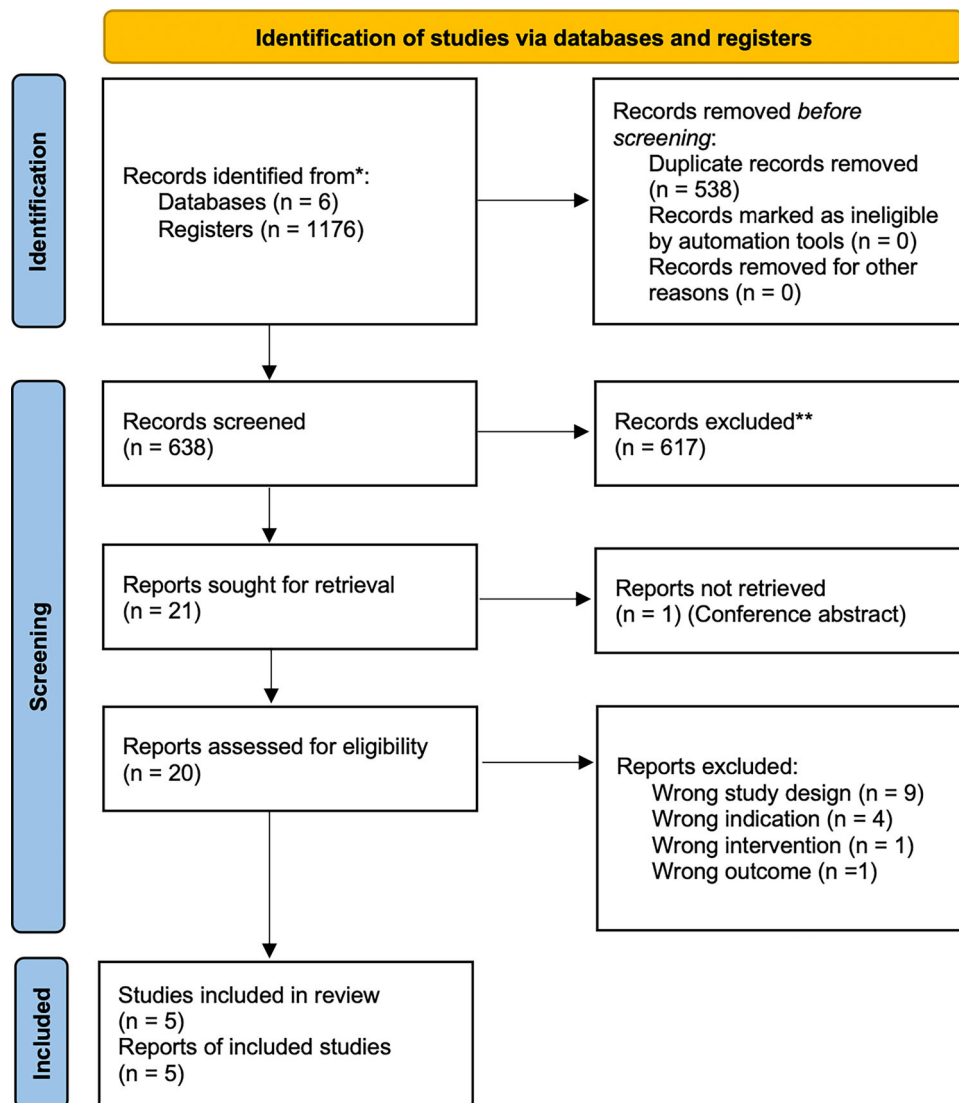 Identification of studies via databases and registers
Identification
Records identified from*:
Databases (n = 6)
Registers (n = 1176)
Records removed before
screening:
Duplicate records removed
(n = 538)
Records marked as ineligible
by automation tools (n = 0)
Records removed for other
reasons (n = 0)
Screening
Records screened
(n = 638)
Records excluded**
(n = 617)
Reports sought for retrieval
(n = 21)
Reports not retrieved
(n = 1) (Conference abstract)
Reports assessed for eligibility
(n = 20)
Reports excluded:
Wrong study design (n = 9)
Wrong indication (n = 4)
Wrong intervention (n = 1)
Wrong outcome (n =1)
Included
Studies included in review
(n = 5)
Reports of included studies
(n = 5)